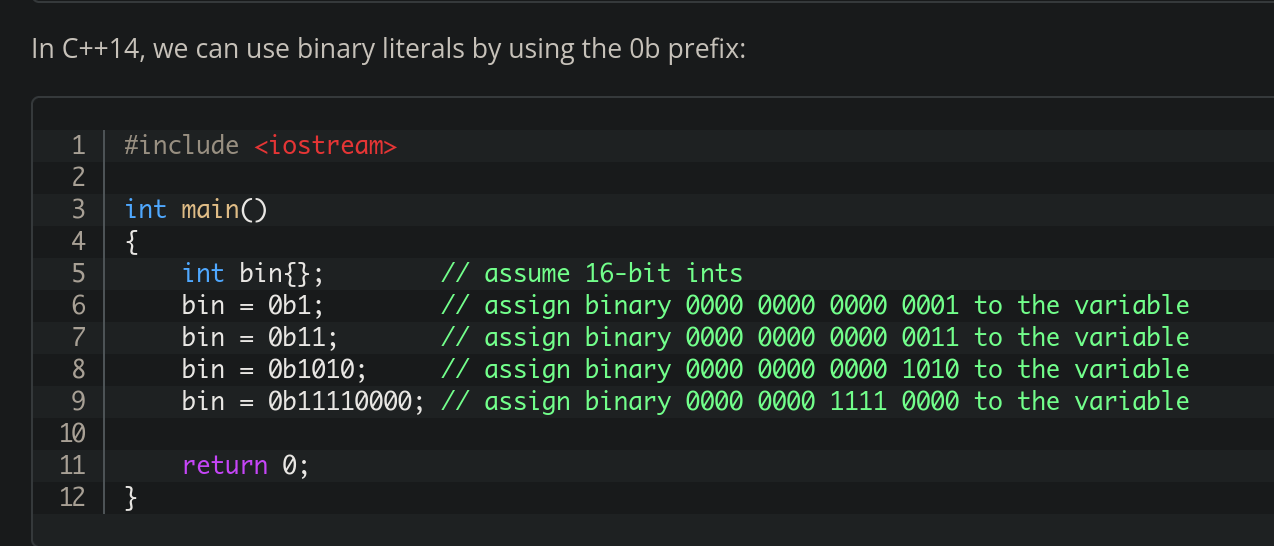 In C++14, we can use binary literals by using the 0b prefix:
1 #include <iostream>
2
3 int main()
4 {
5     int bin{};        // assume 16-bit ints
6     bin = 0b1;        // assign binary 0000 0000 0000 0001 to the variable
7     bin = 0b11;       // assign binary 0000 0000 0000 0011 to the variable
8     bin = 0b1010;     // assign binary 0000 0000 0000 1010 to the variable
9     bin = 0b11110000; // assign binary 0000 0000 1111 0000 to the variable
10
11     return 0;
12 }